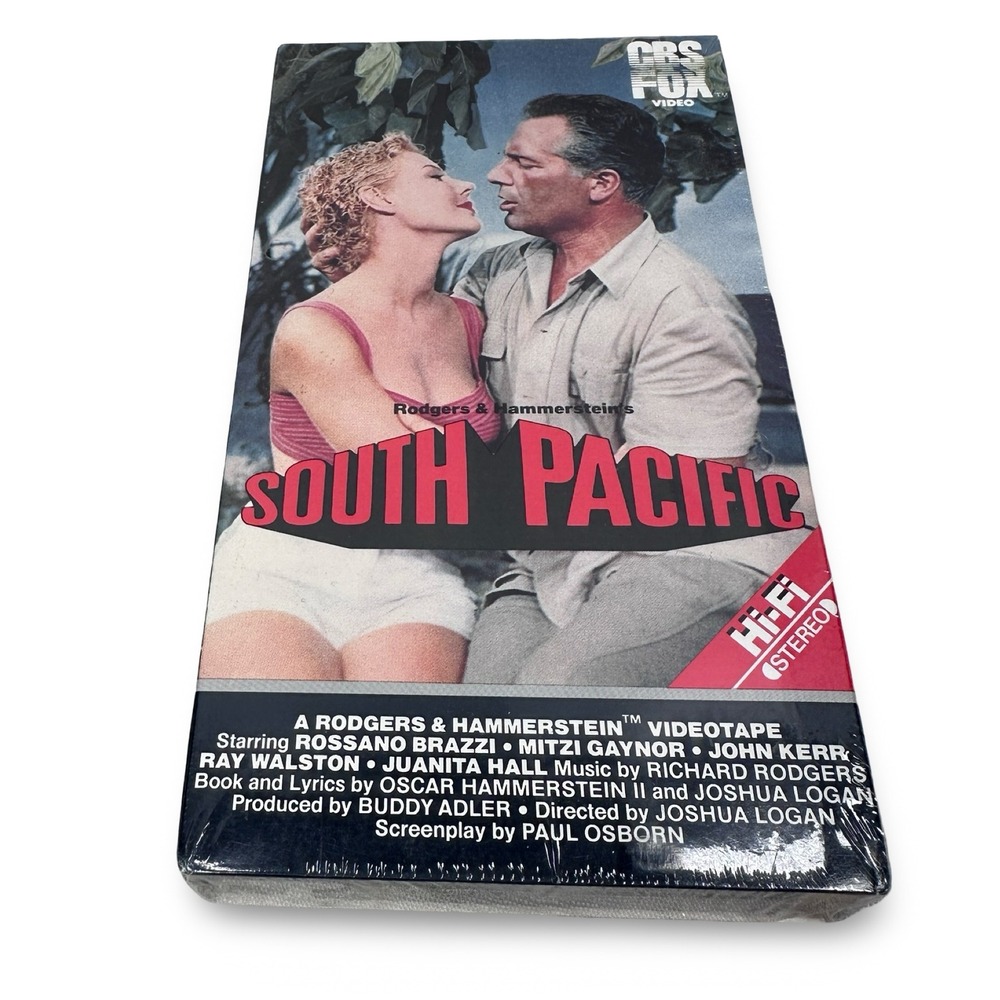 CBS
FOX
VIDEO TM
Rodgers & Hammerstein's
SOUTH PACIFIC
Hi-Fi
STEREO
A RODGERS & HAMMERSTEIN™ VIDEOTAPE
Starring ROSSANO BRAZZI • MITZI GAYNOR • JOHN KERR
RAY WALSTON • JUANITA HALL Music by RICHARD RODGERS
Book and Lyrics by OSCAR HAMMERSTEIN II and JOSHUA LOGAN
Produced by BUDDY ADLER • Directed by JOSHUA LOGAN
Screenplay by PAUL OSBORN